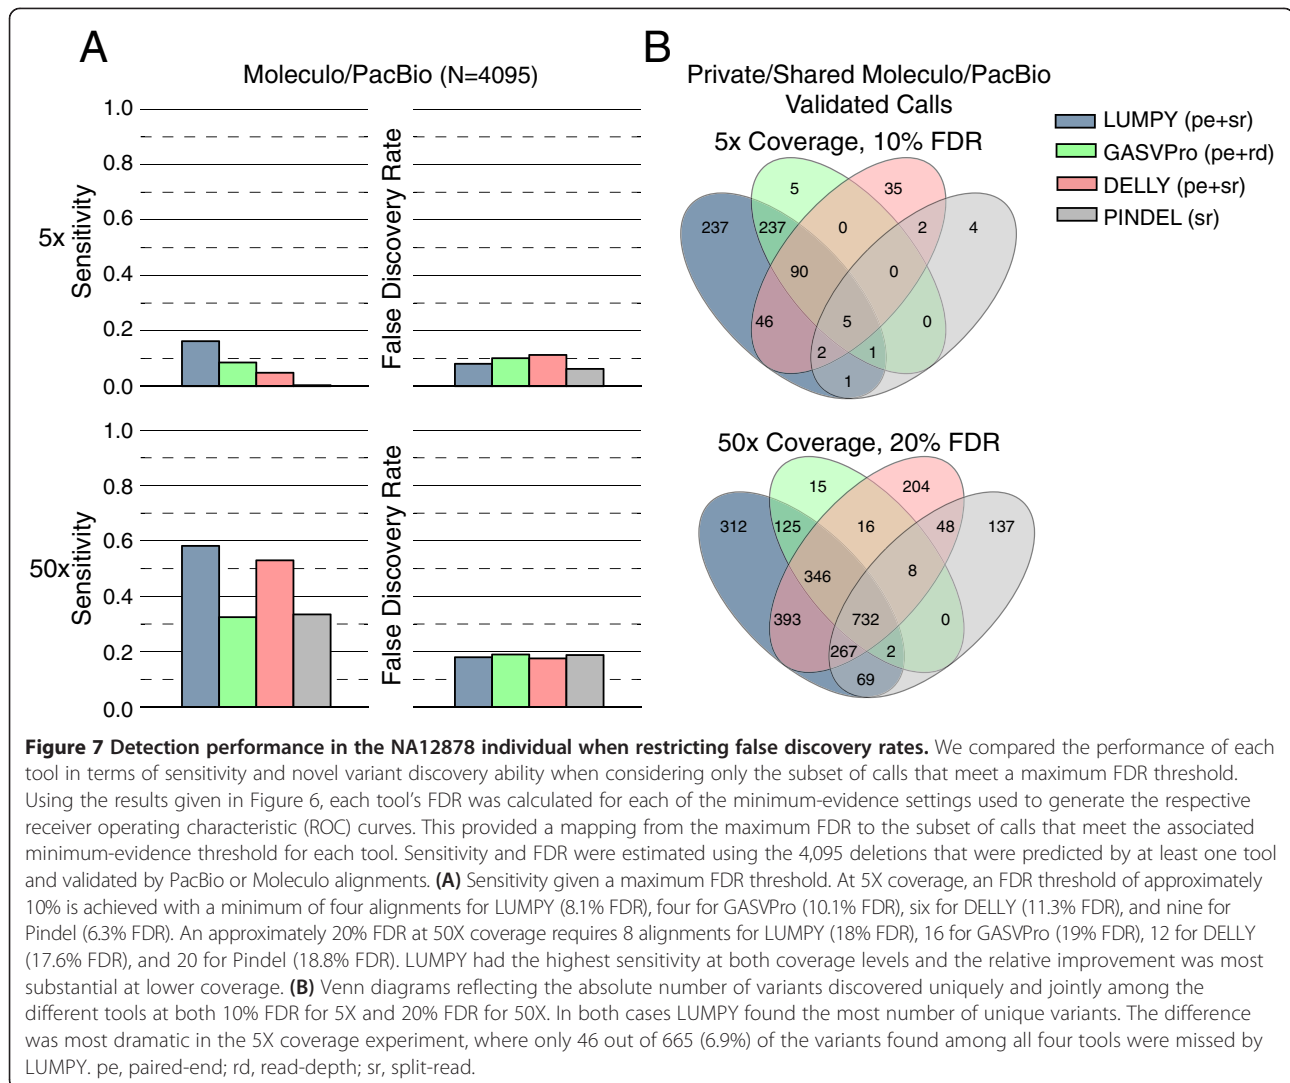 A
Moleculo/PacBio (N=4095)
1.0
0.8
0.6
0.4
0.2
0.0
5x
Sensitivity
False Discovery Rate
1.0
0.8
0.6
0.4
0.2
0.0
50x
Sensitivity
False Discovery Rate
B
Private/Shared Moleculo/PacBio
Validated Calls
5x Coverage, 10% FDR
5
35
237
237
0
2
4
90
0
46
5
0
2
1
1
50x Coverage, 20% FDR
15
204
312
125
16
48
137
346
8
393
732
0
267
2
69
LUMPY (pe+sr)
GASVPro (pe+rd)
DELLY (pe+sr)
PINDEL (sr)
Figure 7 Detection performance in the NA12878 individual when restricting false discovery rates. We compared the performance of each
tool in terms of sensitivity and novel variant discovery ability when considering only the subset of calls that meet a maximum FDR threshold.
Using the results given in Figure 6, each tool's FDR was calculated for each of the minimum-evidence settings used to generate the respective
receiver operating characteristic (ROC) curves. This provided a mapping from the maximum FDR to the subset of calls that meet the associated
minimum-evidence threshold for each tool. Sensitivity and FDR were estimated using the 4,095 deletions that were predicted by at least one tool
and validated by PacBio or Moleculo alignments. (A) Sensitivity given a maximum FDR threshold. At 5X coverage, an FDR threshold of approximately
10% is achieved with a minimum of four alignments for LUMPY (8.1% FDR), four for GASVPro (10.1% FDR), six for DELLY (11.3% FDR), and nine for
Pindel (6.3% FDR). An approximately 20% FDR at 50X coverage requires 8 alignments for LUMPY (18% FDR), 16 for GASVPro (19% FDR), 12 for DELLY
(17.6% FDR), and 20 for Pindel (18.8% FDR). LUMPY had the highest sensitivity at both coverage levels and the relative improvement was most
substantial at lower coverage. (B) Venn diagrams reflecting the absolute number of variants discovered uniquely and jointly among the
different tools at both 10% FDR for 5X and 20% FDR for 50X. In both cases LUMPY found the most number of unique variants. The difference
was most dramatic in the 5X coverage experiment, where only 46 out of 665 (6.9%) of the variants found among all four tools were missed by
LUMPY. pe, paired-end; rd, read-depth; sr, split-read.